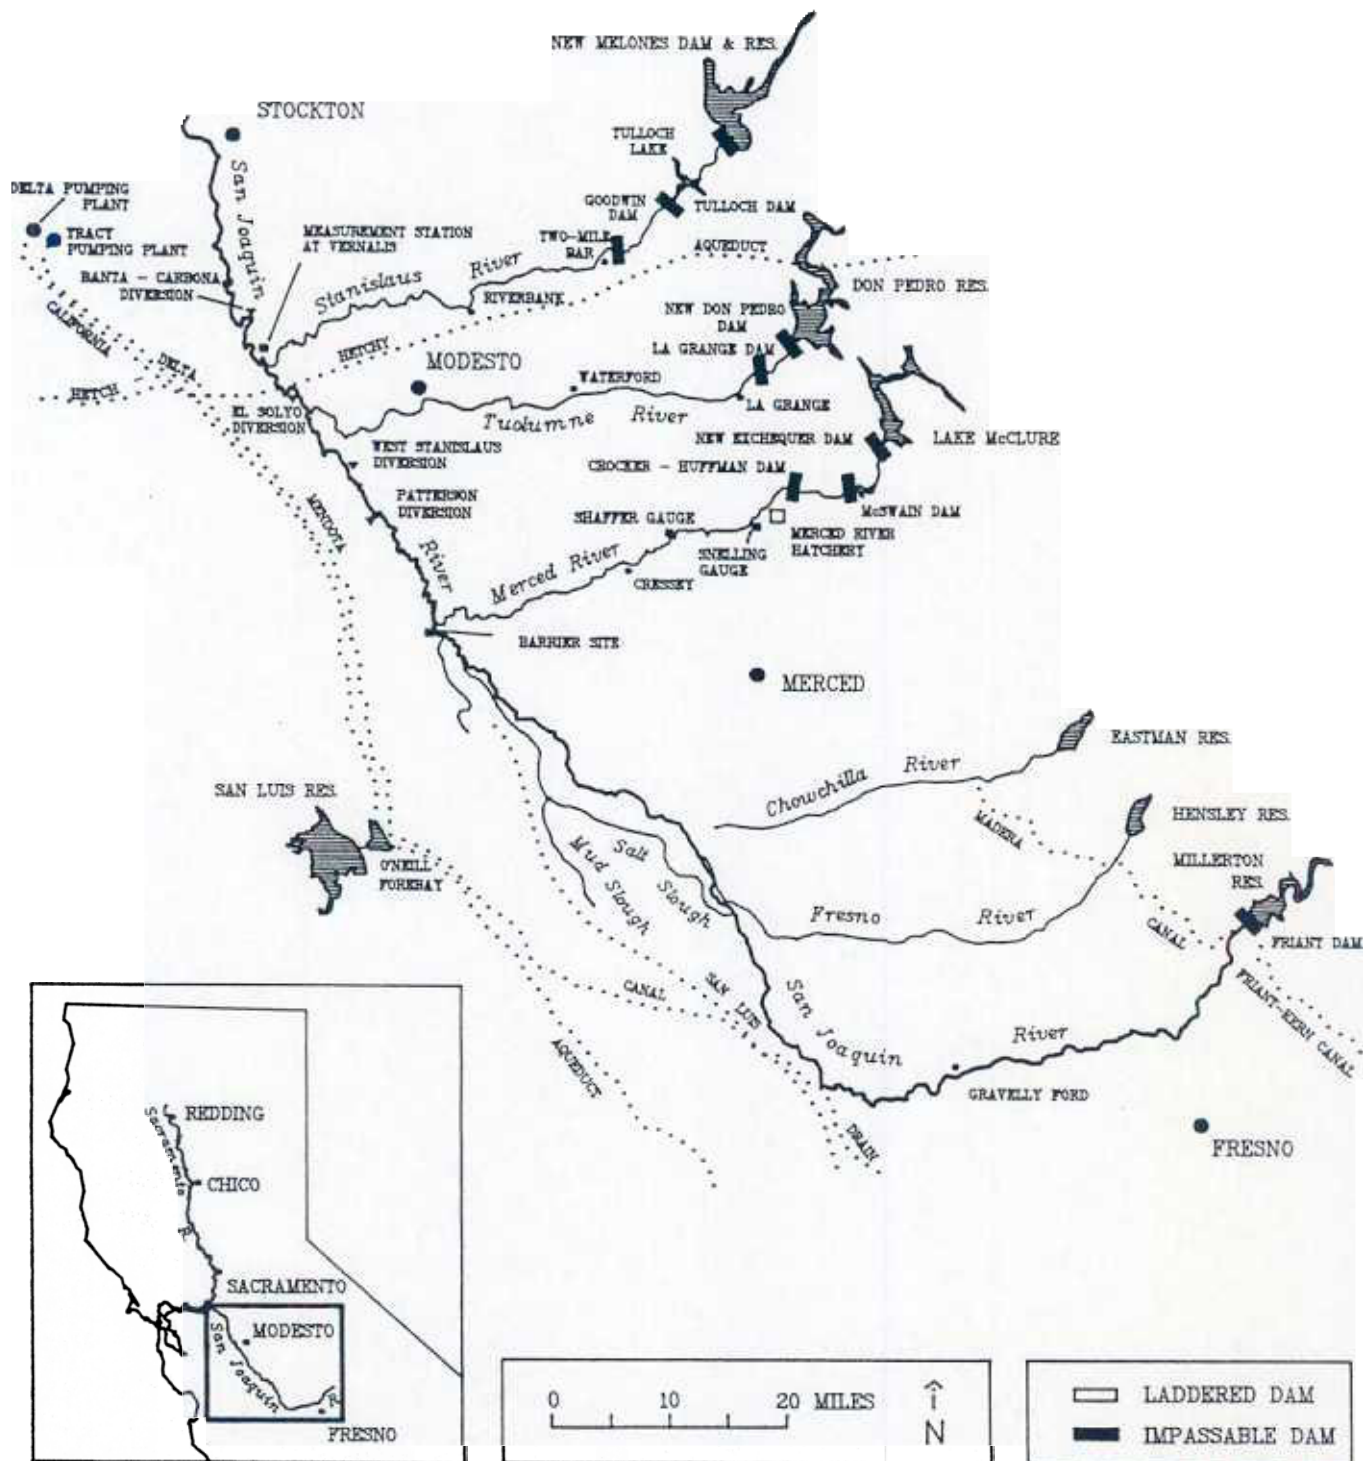 NEW MELONES DAM & RES.
STOCKTON
TULLOCH
LAKE
San Joaquin
DELTA PUMPING
PLANT
GOODWIN
DAM
TULLOCH DAM
TRACY
PUMPING PLANT
MEASUREMENT STATION
AT VERNALIS
TWO-MILE
BAR
AQUEDUCT
BANTA - CARBONA
DIVERSION
Stanislaus River
RIVERBANK
DON PEDRO RES.
NEW DON PEDRO
DAM
CALIFORNIA
DELTA
HETCHY
MODESTO
LA GRANGE DAM
HETCH
WATERFORD
LA GRANGE
EL SOLYO
DIVERSION
Tuolumne River
WEST STANISLAUS
DIVERSION
NEW EXCHEQUER DAM
LAKE McCLURE
CROCKER - HUFFMAN DAM
PATTERSON
DIVERSION
McSWAIN DAM
MENDOTA
SHAFFER GAUGE
MERCED RIVER
HATCHERY
SNELLING
GAUGE
River
Merced River
CRESSEY
BARRIER SITE
MERCED
EASTMAN RES.
Chowchilla River
SAN LUIS RES.
MADERA
HENSLEY RES.
O'NEILL
FOREBAY
Salt Slough
Mud Slough
MILLERTON
RES.
Fresno River
CANAL
FRIANT DAM
CANAL
SAN LUIS
San Joaquin River
FRIANT-KERN CANAL
AQUEDUCT
GRAVELLY FORD
DRAIN
FRESNO
REDDING
Sacramento R.
CHICO
SACRAMENTO
MODESTO
San Joaquin R.
FRESNO
0 10 20 MILES
N
LADDERED DAM
IMPASSABLE DAM